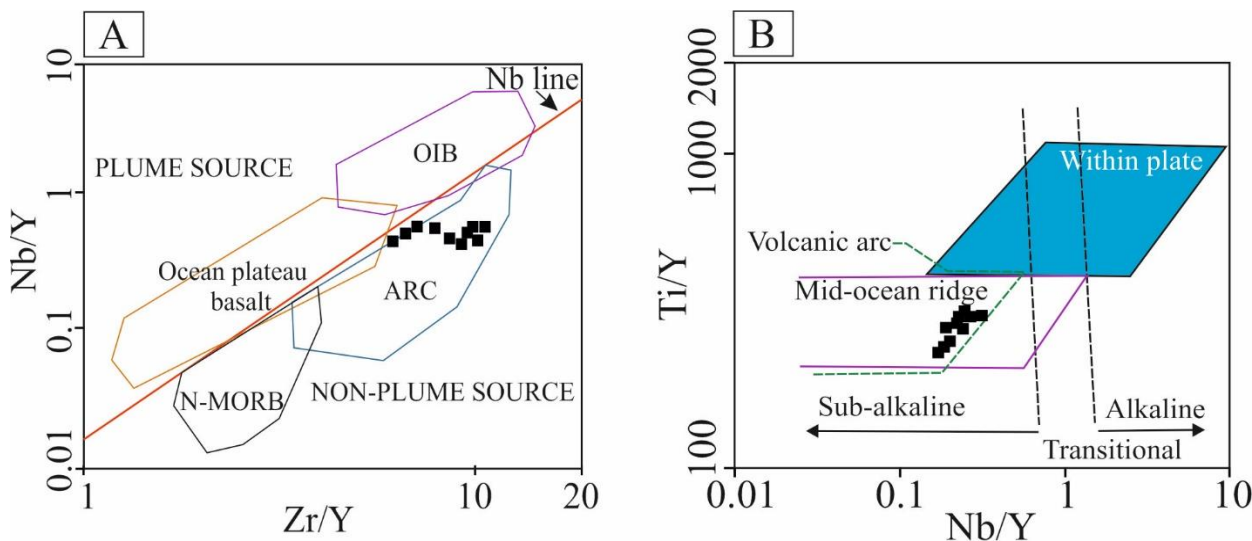 A
10
1
0.1
0.01
Nb/Y
Nb line
OIB
PLUME SOURCE
Ocean plateau
basalt
ARC
N-MORB
NON-PLUME SOURCE
1
10
20
Zr/Y
B
2000
1000
100
Ti/Y
Within plate
Volcanic arc
Mid-ocean ridge
Sub-alkaline
Alkaline
Transitional
0.01
0.1
1
10
Nb/Y